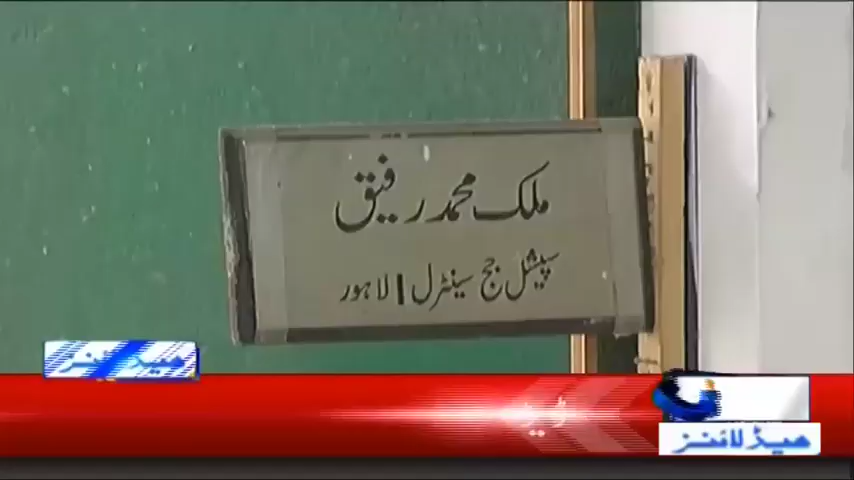 ملک محمد رفیق
سپیشل جج سینٹرل I لاہور
ہیڈ لائنز